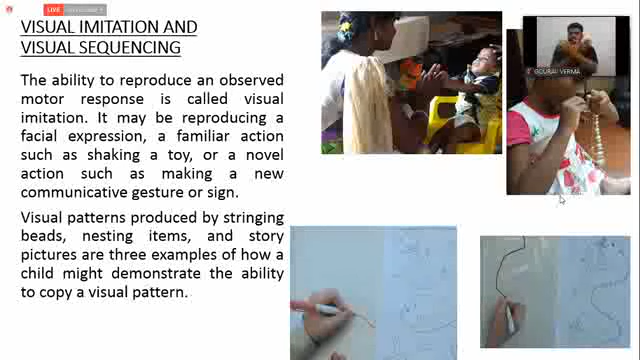 LIVE
VISUAL IMITATION AND
VISUAL SEQUENCING
The ability to reproduce an observed
motor response is called visual
imitation. It may be reproducing a
facial expression, a familiar action
such as shaking a toy, or a novel
action such as making a new
communicative gesture or sign.
Visual patterns produced by stringing
beads, nesting items, and story
pictures are three examples of how a
child might demonstrate the ability
to copy a visual pattern.
GOURAV VERMA